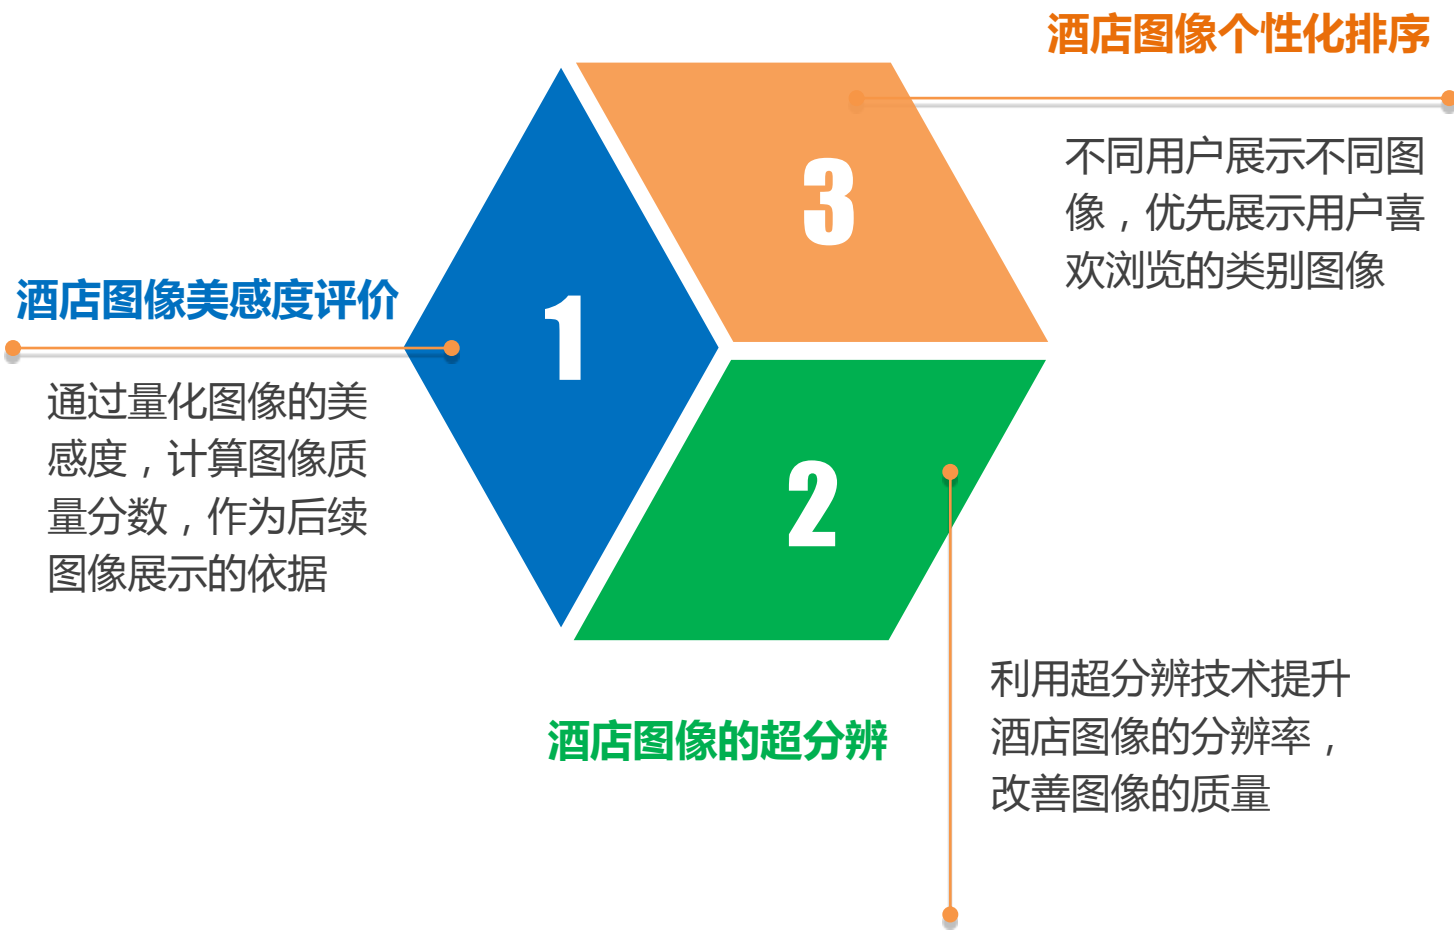 酒店图像美感度评价
1
通过量化图像的美
感度，计算图像质
量分数，作为后续
图像展示的依据
酒店图像的超分辨
2
利用超分辨技术提升
酒店图像的分辨率，
改善图像的质量
酒店图像个性化排序
3
不同用户展示不同图
像，优先展示用户喜
欢浏览的类别图像